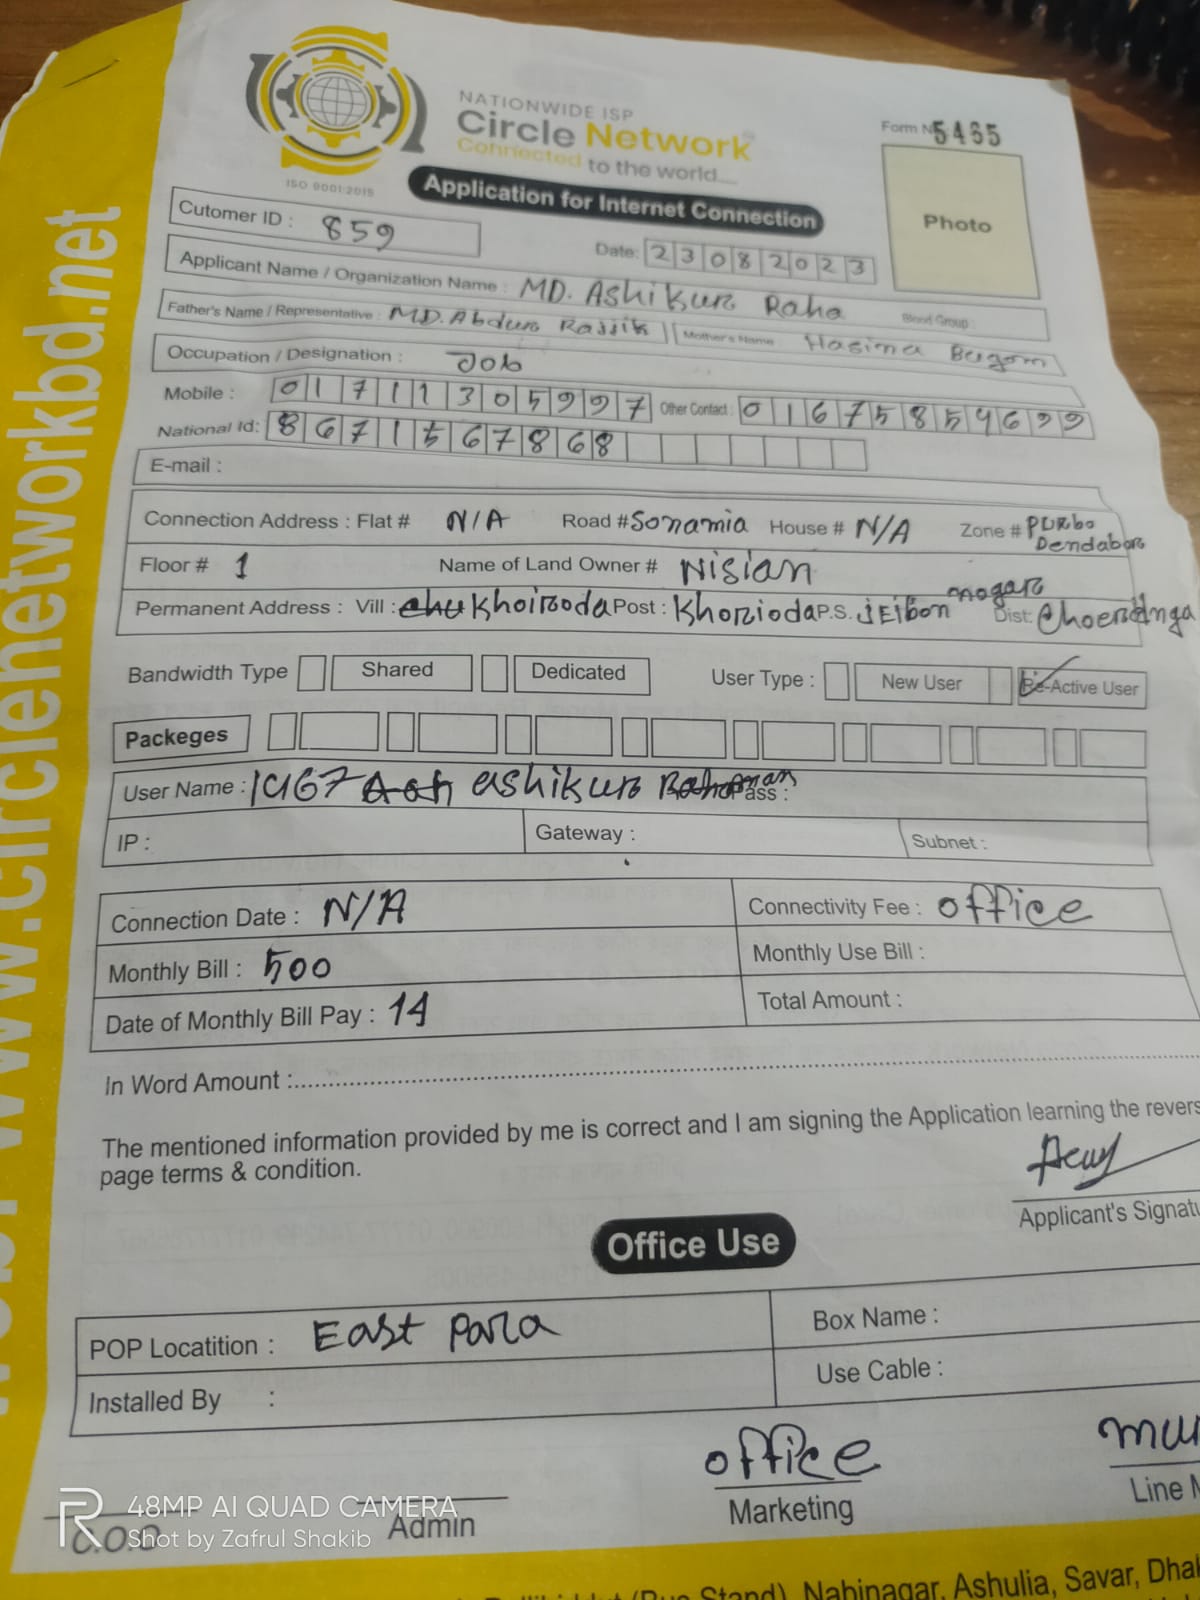 www.circlenetworkbd.net
NATIONWIDE ISP
Circle Network
Connected to the world....
ISO 9001:2015
Form N 5465
Application for Internet Connection
Photo
Cutomer ID : 859
Date: 23082023
Applicant Name / Organization Name : MD. Ashikur Raha
Blood Group :
Father's Name / Representative : MD. Abdur Razzik Mother's Name Hasina Begom
Occupation / Designation : Job
Mobile : 01711305997 Other Contact : 01675854699
National Id: 8671567868
E-mail :
Connection Address : Flat # N/A Road # Sonamia House # N/A Zone # Purbo Dendabor
Floor # 1 Name of Land Owner # Nisian
Permanent Address : Vill : Khoiroda Post : Khorioda P.S. JEibon nagar Dist:
Bandwidth Type Shared Dedicated User Type : New User Re-Active User
Packeges
User Name : 1967 ashikur Pass :
IP : Gateway : Subnet :
Connection Date : N/A Connectivity Fee : office
Monthly Bill : 500 Monthly Use Bill :
Date of Monthly Bill Pay : 14 Total Amount :
In Word Amount :
The mentioned information provided by me is correct and I am signing the Application learning the revers
page terms & condition.
Applicant's Signatu
Office Use
POP Locatition : East Para Box Name :
Installed By : Use Cable :
office
Marketing
Line M
Admin
C.O.O
48MP AI QUAD CAMERA
Shot by Zafrul Shakib
(Bus Stand), Nabinagar, Ashulia, Savar, Dhak